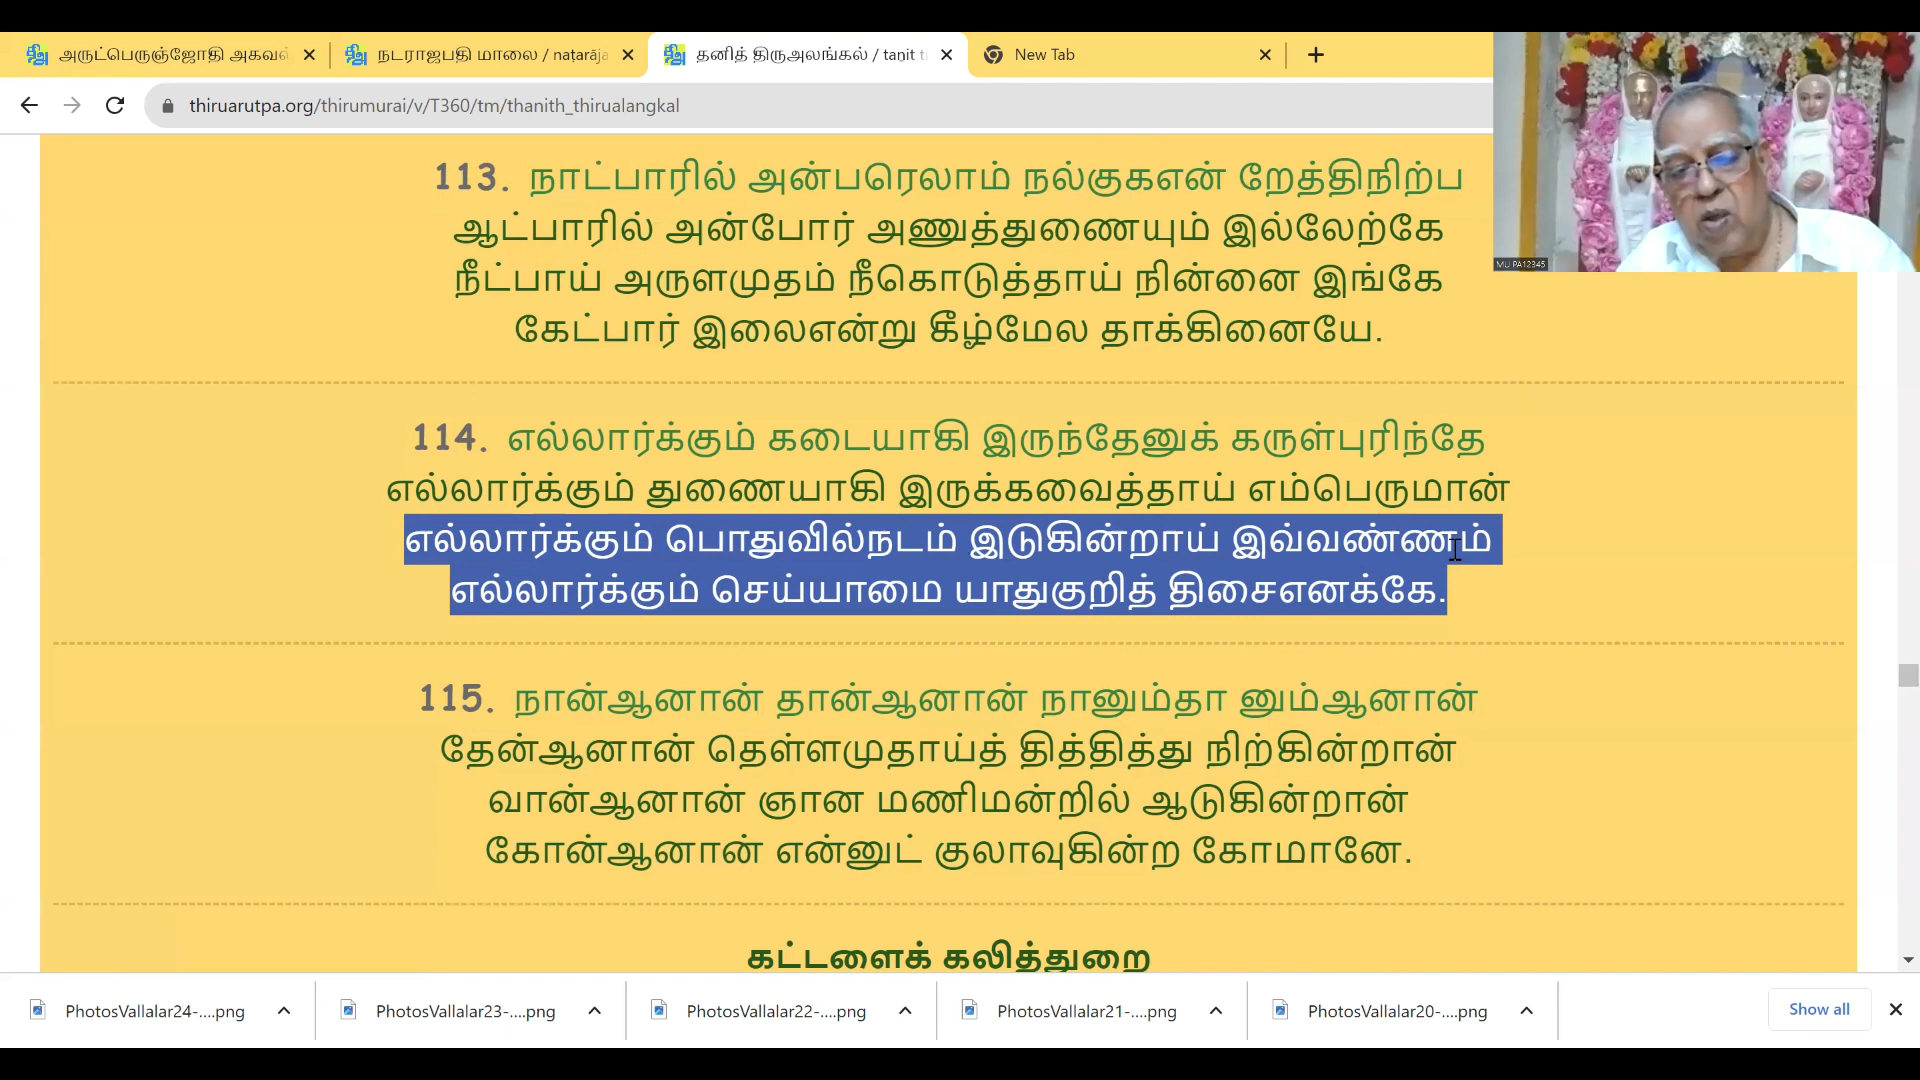 அருட்பெருஞ்ஜோதி அகவல்
நடராஜபதி மாலை / naṭarāja
தனித் திருஅலங்கல் / taṉit t
New Tab
thiruarutpa.org/thirumurai/v/T360/tm/thanith_thirualangkal
MU PA12345
113. நாட்பாரில் அன்பரெலாம் நல்குகஎன் றேத்திநிற்ப
ஆட்பாரில் அன்போர் அணுத்துணையும் இல்லேற்கே
நீட்பாய் அருளமுதம் நீகொடுத்தாய் நின்னை இங்கே
கேட்பார் இலைஎன்று கீழ்மேல தாக்கினையே.
114. எல்லார்க்கும் கடையாகி இருந்தேனுக் கருள்புரிந்தே
எல்லார்க்கும் துணையாகி இருக்கவைத்தாய் எம்பெருமான்
எல்லார்க்கும் பொதுவில்நடம் இடுகின்றாய் இவ்வண்ணம்
எல்லார்க்கும் செய்யாமை யாதுகுறித் திசைஎனக்கே.
115. நான்ஆனான் தான்ஆனான் நானும்தா னும்ஆனான்
தேன்ஆனான் தெள்ளமுதாய்த் தித்தித்து நிற்கின்றான்
வான்ஆனான் ஞான மணிமன்றில் ஆடுகின்றான்
கோன்ஆனான் என்னுட் குலாவுகின்ற கோமானே.
கட்டளைக் கலித்துறை
PhotosVallalar24-....png
PhotosVallalar23-....png
PhotosVallalar22-....png
PhotosVallalar21-....png
PhotosVallalar20-....png
Show all